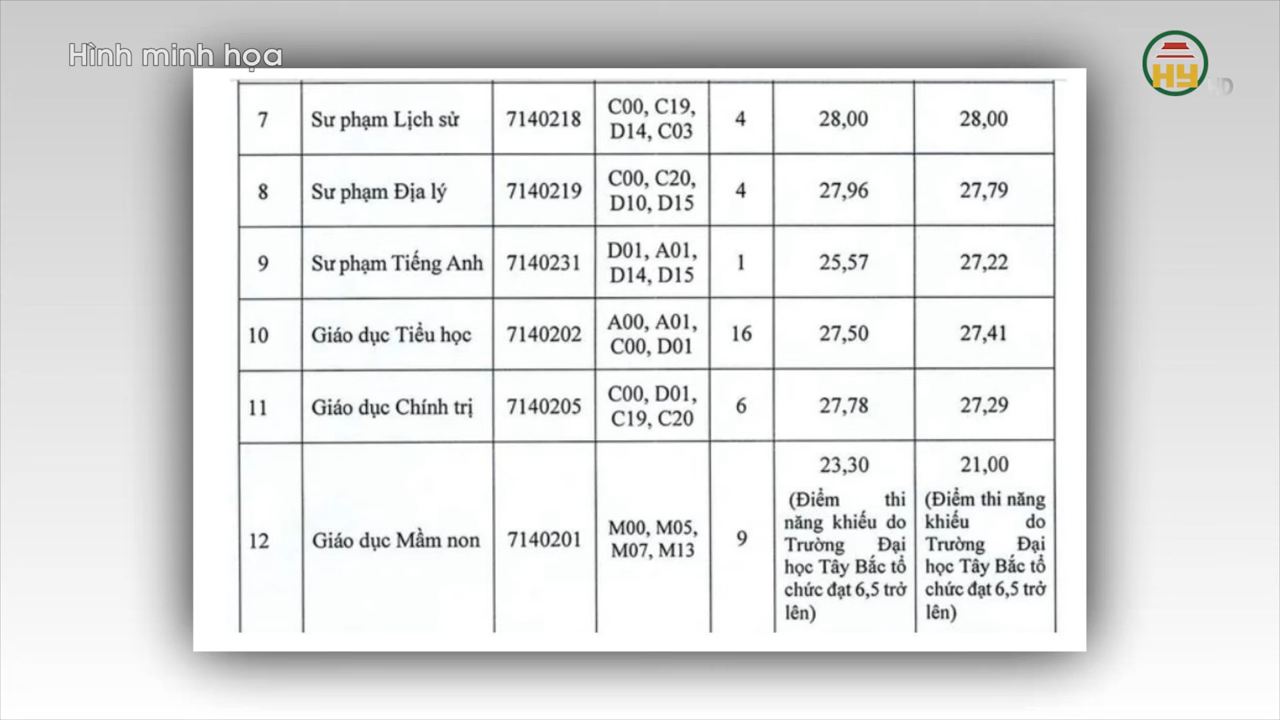 Hình minh họa
HY HD
7 Sư phạm Lịch sử 7140218 C00, C19, D14, C03 4 28,00 28,00
8 Sư phạm Địa lý 7140219 C00, C20, D10, D15 4 27,96 27,79
9 Sư phạm Tiếng Anh 7140231 D01, A01, D14, D15 1 25,57 27,22
10 Giáo dục Tiểu học 7140202 A00, A01, C00, D01 16 27,50 27,41
11 Giáo dục Chính trị 7140205 C00, D01, C19, C20 6 27,78 27,29
12 Giáo dục Mầm non 7140201 M00, M05, M07, M13 9
23,30
(Điểm thi
năng khiếu do
Trường Đại
học Tây Bắc tổ
chức đạt 6,5 trở
lên)
21,00
(Điểm thi năng
khiếu do
Trường Đại
học Tây Bắc tổ
chức đạt 6,5 trở
lên)